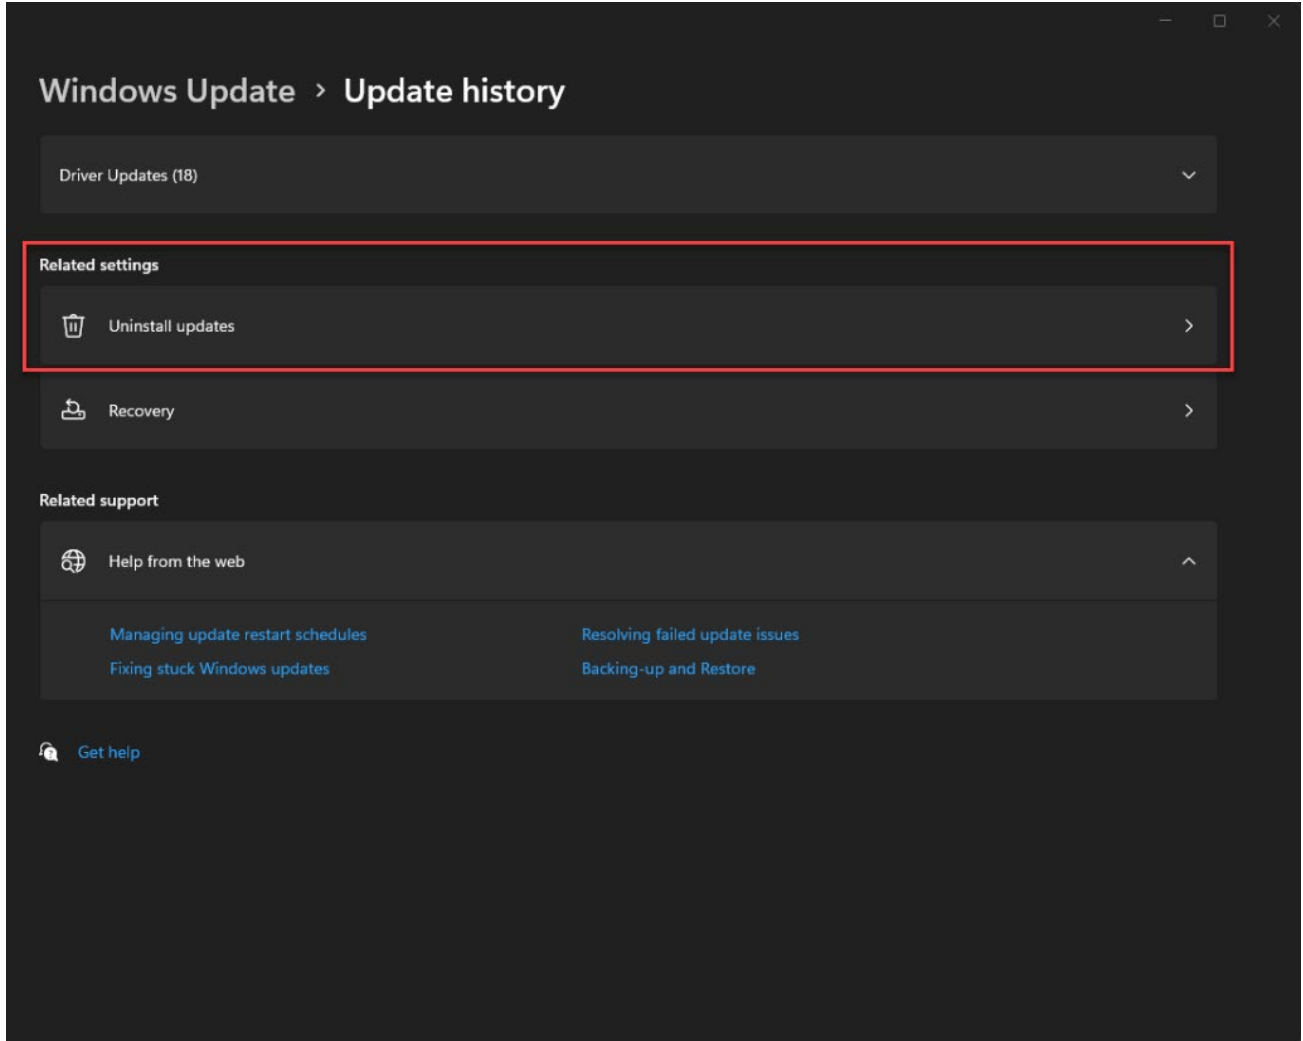 Windows Update > Update history
Driver Updates (18)
Related settings
Uninstall updates
Recovery
Related support
Help from the web
Managing update restart schedules
Resolving failed update issues
Fixing stuck Windows updates
Backing-up and Restore
Get help